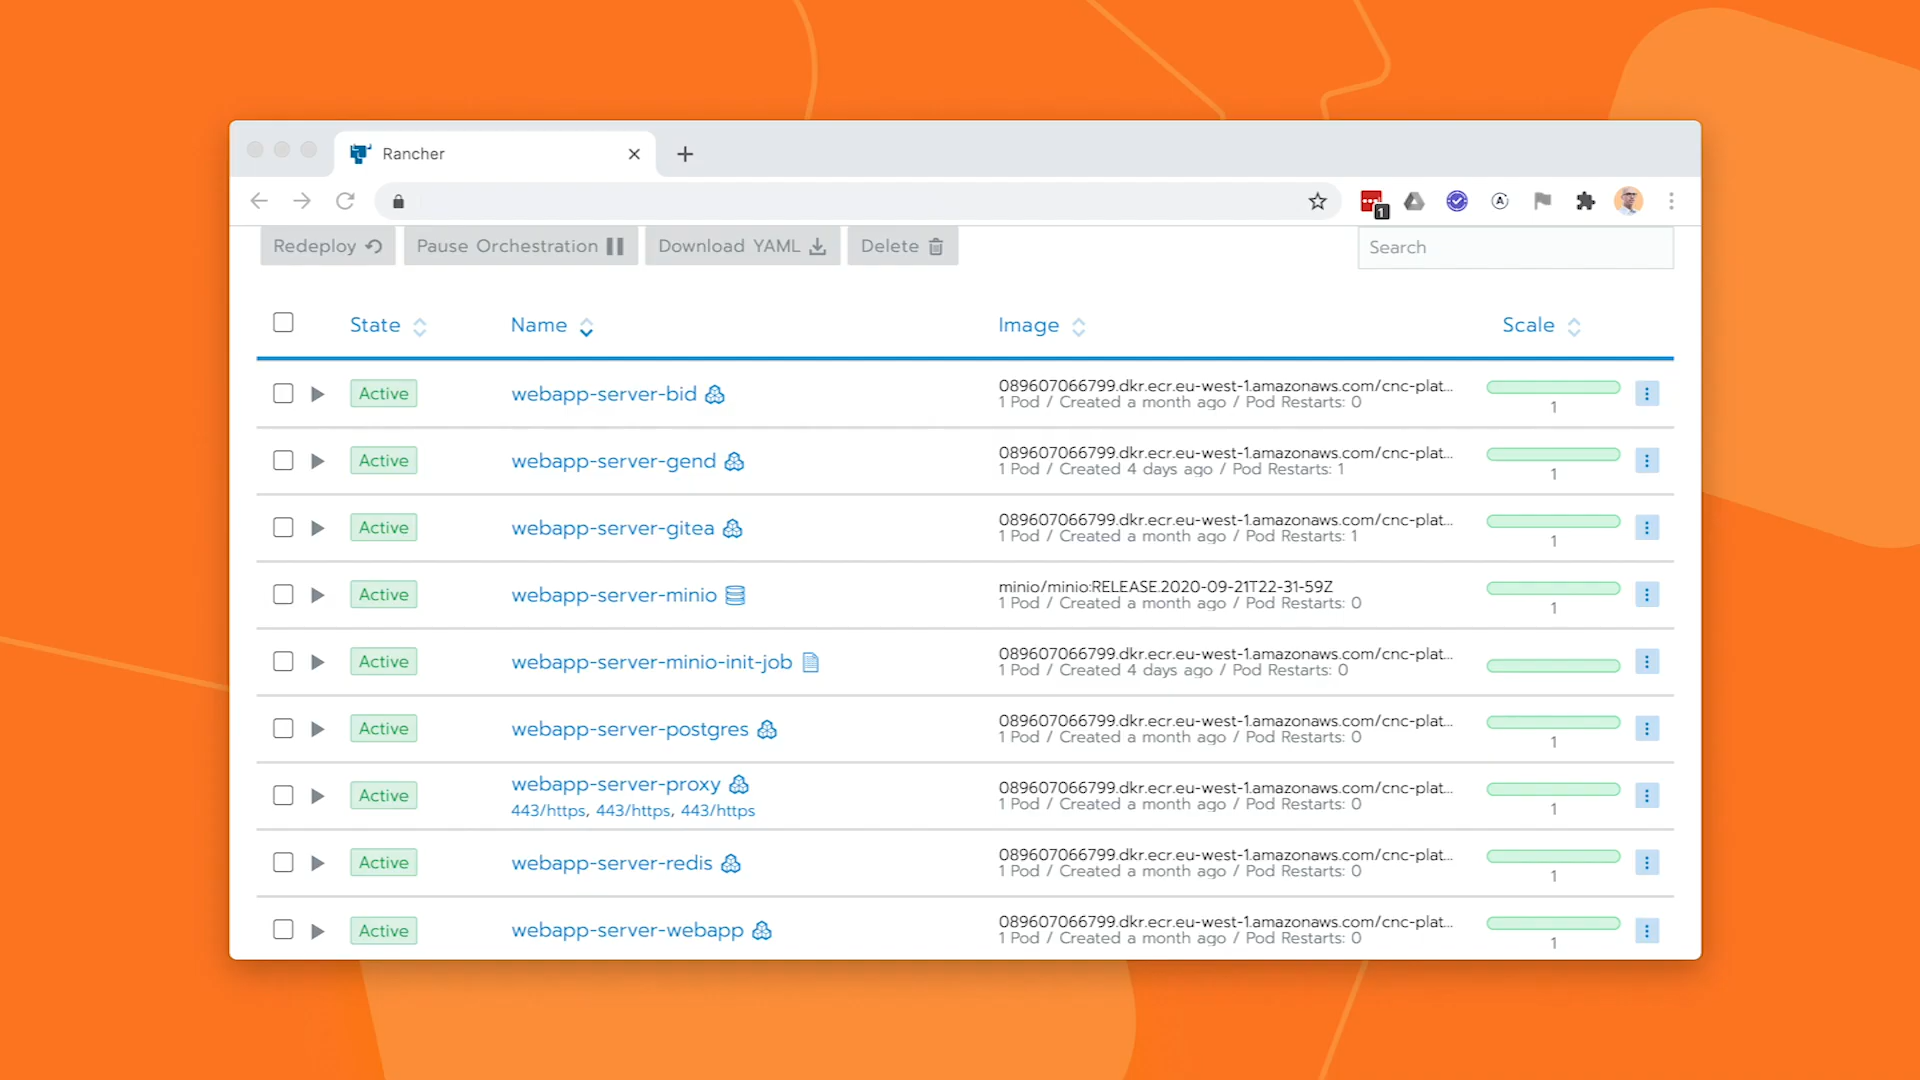 Rancher
1
Redeploy Pause Orchestration Download YAML Delete Search
State Name Image Scale
Active webapp-server-bid 089607066799.dkr.ecr.eu-west-1.amazonaws.com/cnc-plat...
1 Pod / Created a month ago / Pod Restarts: 0 1
Active webapp-server-gend 089607066799.dkr.ecr.eu-west-1.amazonaws.com/cnc-plat...
1 Pod / Created 4 days ago / Pod Restarts: 1 1
Active webapp-server-gitea 089607066799.dkr.ecr.eu-west-1.amazonaws.com/cnc-plat...
1 Pod / Created a month ago / Pod Restarts: 1 1
Active webapp-server-minio minio/minio:RELEASE.2020-09-21T22-31-59Z
1 Pod / Created a month ago / Pod Restarts: 0 1
Active webapp-server-minio-init-job 089607066799.dkr.ecr.eu-west-1.amazonaws.com/cnc-plat...
1 Pod / Created 4 days ago / Pod Restarts: 0
Active webapp-server-postgres 089607066799.dkr.ecr.eu-west-1.amazonaws.com/cnc-plat...
1 Pod / Created a month ago / Pod Restarts: 0 1
Active webapp-server-proxy 089607066799.dkr.ecr.eu-west-1.amazonaws.com/cnc-plat...
443/https, 443/https, 443/https 1 Pod / Created a month ago / Pod Restarts: 0 1
Active webapp-server-redis 089607066799.dkr.ecr.eu-west-1.amazonaws.com/cnc-plat...
1 Pod / Created a month ago / Pod Restarts: 0 1
Active webapp-server-webapp 089607066799.dkr.ecr.eu-west-1.amazonaws.com/cnc-plat...
1 Pod / Created a month ago / Pod Restarts: 0 1